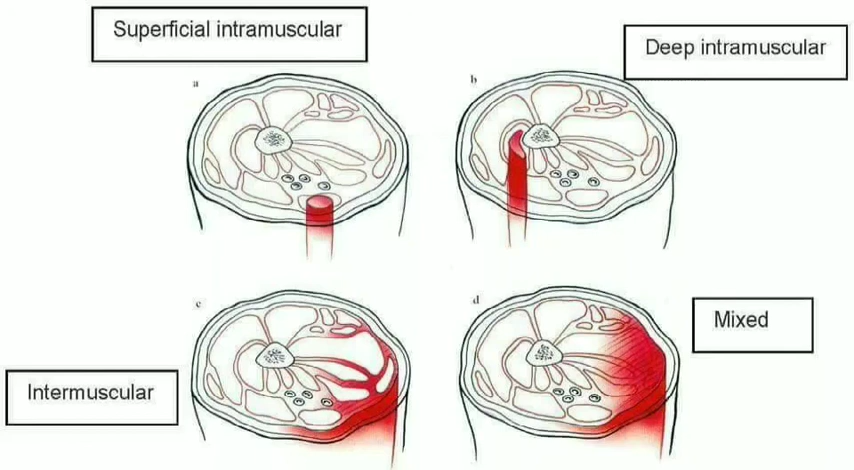 Superficial intramuscular
Deep intramuscular
a
b
c
d
Mixed
Intermuscular